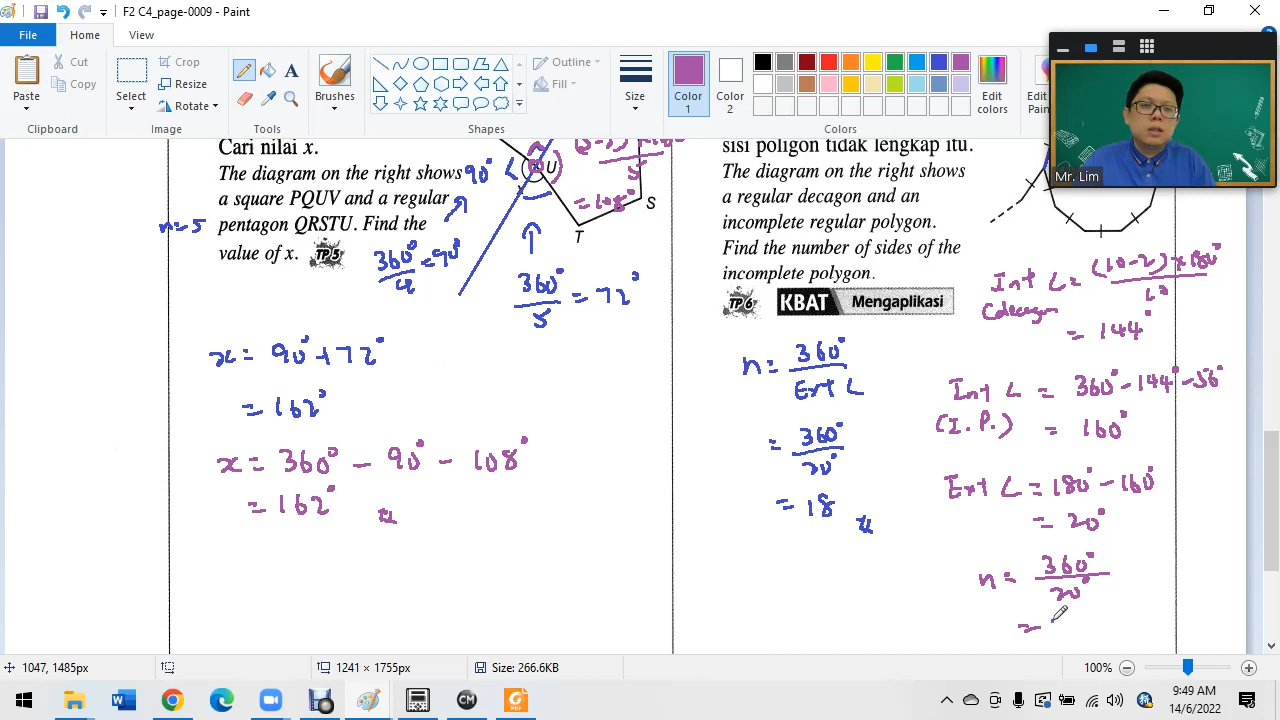 F2 C4_page-0009 - Paint
File
Home
View
Paste
Cut
Copy
Clipboard
Select
Crop
Resize
Rotate
Image
Tools
Brushes
Shapes
Outline
Fill
Size
Color 1
Color 2
Edit colors
Colors
Mr. Lim
Cari nilai x.
The diagram on the right shows
a square PQUV and a regular
pentagon QRSTU. Find the
value of x. TP 5
n=5
U
S
T
90°
= 108°
360°/4 = 90°
360°/5 = 72°
x = 90° + 72°
= 162°
x = 360° - 90° - 108°
= 162°
sisi poligon tidak lengkap itu.
The diagram on the right shows
a regular decagon and an
incomplete regular polygon.
Find the number of sides of the
incomplete polygon.
TP 6 KBAT Mengaplikasi
n = 360°/Ext ∠
= 360°/20°
= 18
Int ∠ = (10-2) × 180°/10
(decagon
= 144°
Int ∠ = 360° - 144° - 56°
(I.P.) = 160°
Ext ∠ = 180° - 160°
= 20°
n = 360°/20°
=
1047, 1485px
1241 × 1755px
Size: 266.6KB
100%
9:49 AM
14/6/2022